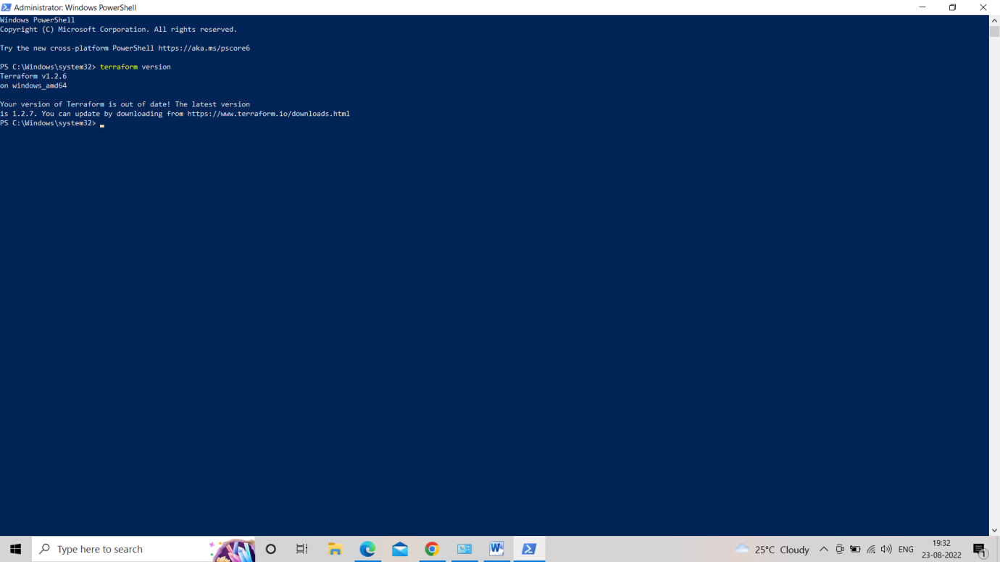 Administrator: Windows PowerShell
Windows PowerShell
Copyright (C) Microsoft Corporation. All rights reserved.
Try the new cross-platform PowerShell https://aka.ms/pscore6
PS C:\Windows\system32> terraform version
Terraform v1.2.6
on windows_amd64
Your version of Terraform is out of date! The latest version
is 1.2.7. You can update by downloading from https://www.terraform.io/downloads.html
PS C:\Windows\system32>
Type here to search
W
25°C Cloudy
ENG
19:32
23-08-2022
1